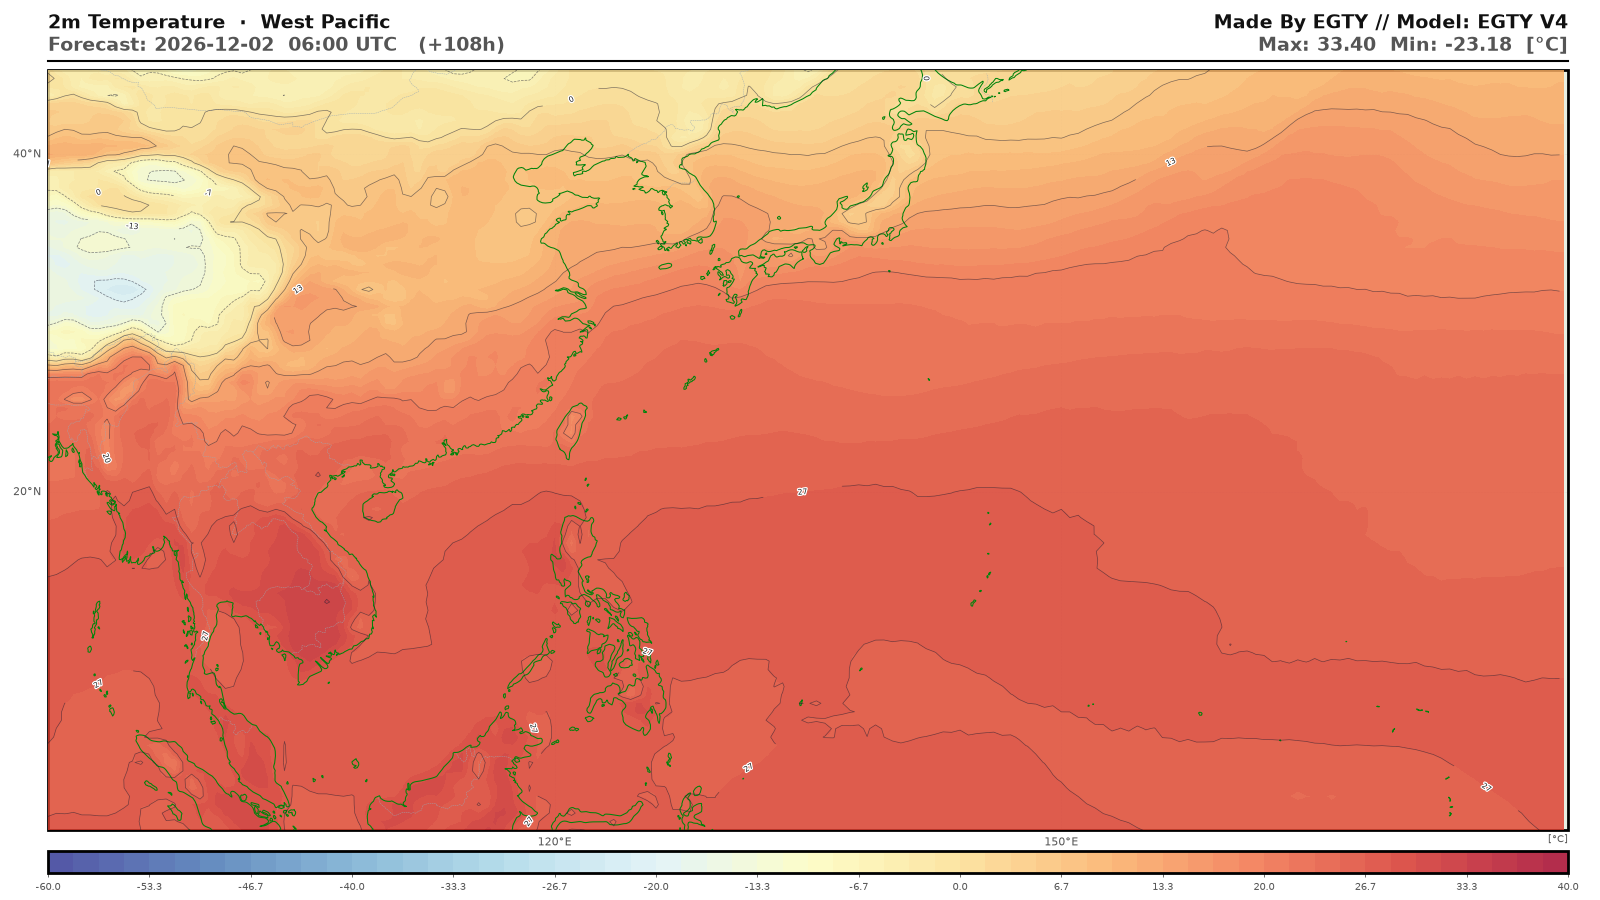 2m Temperature · West Pacific
Made By EGTY // Model: EGTY V4
Forecast: 2026-12-02 06:00 UTC (+108h)
Max: 33.40 Min: -23.18 [°C]
0
0
13
40°N
0
-7
-13
13
20
20°N
27
27
27
27
27
27
27
27
120°E
150°E
[°C]
-60.0 -53.3 -46.7 -40.0 -33.3 -26.7 -20.0 -13.3 -6.7 0.0 6.7 13.3 20.0 26.7 33.3 40.0